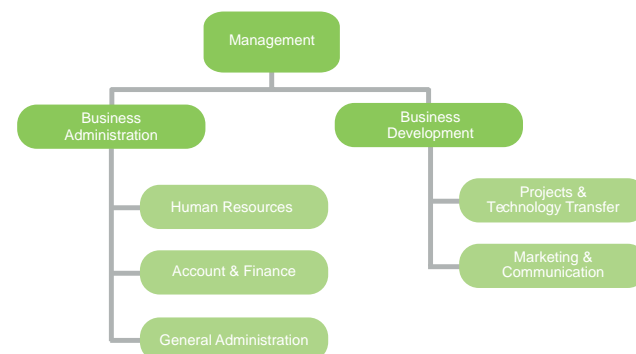 Management
Business
Administration
Business
Development
Human Resources
Projects &
Technology Transfer
Account & Finance
Marketing &
Communication
General Administration